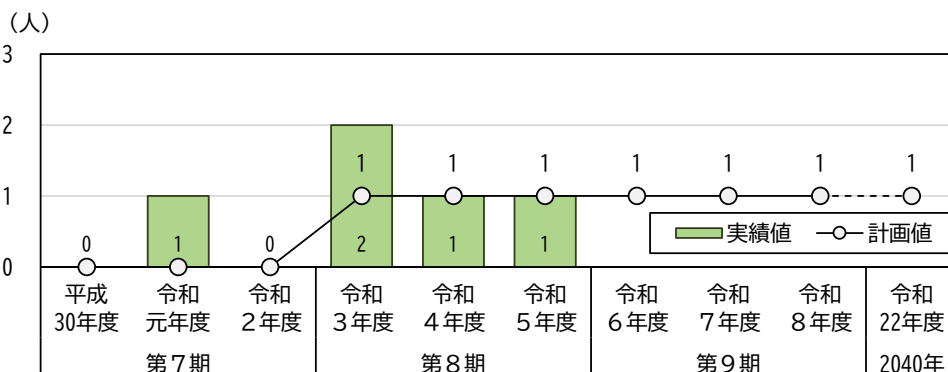 （人）
3
2
1
0
1 1 1 1 1 1 1
0 1 0 2 1 1
実績値 計画値
平成 令和 令和 令和 令和 令和 令和 令和 令和 令和
30年度 元年度 2年度 3年度 4年度 5年度 6年度 7年度 8年度 22年度
第7期 第8期 第9期 2040年